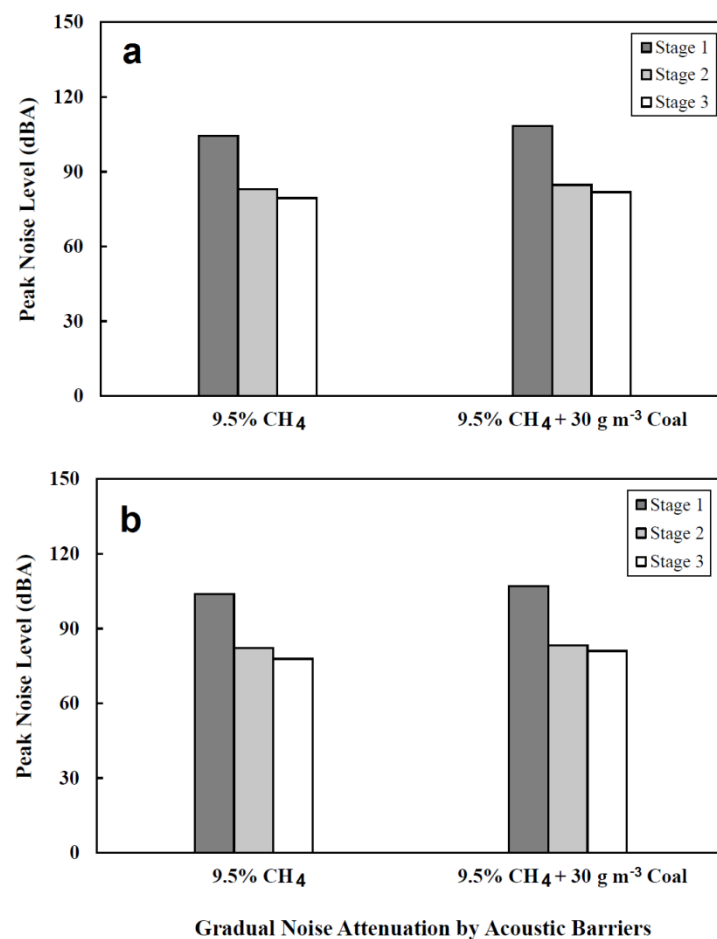 a
Peak Noise Level (dBA)
150
120
90
60
30
0
Stage 1
Stage 2
Stage 3
9.5% CH4
9.5% CH4 + 30 g m-3 Coal
b
Peak Noise Level (dBA)
150
120
90
60
30
0
Stage 1
Stage 2
Stage 3
9.5% CH4
9.5% CH4 + 30 g m-3 Coal
Gradual Noise Attenuation by Acoustic Barriers